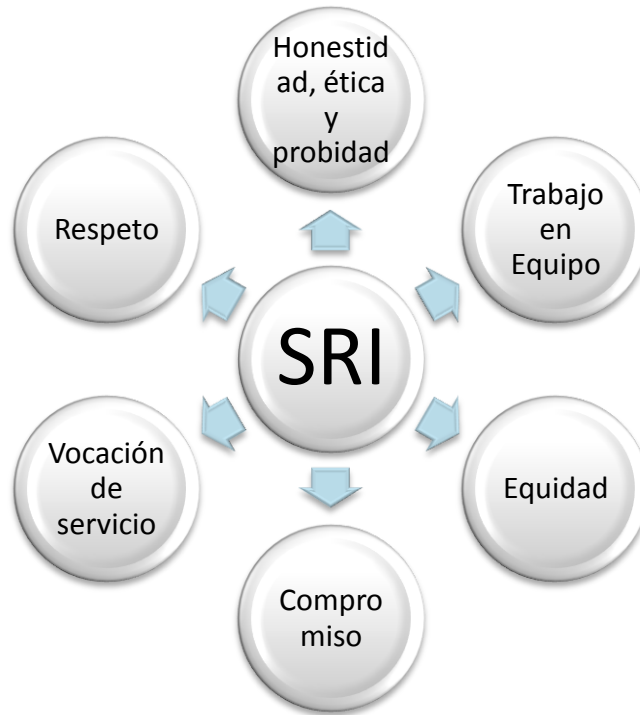 Honestid
ad, ética
y
probidad
Respeto
Trabajo
en
Equipo
SRI
Vocación
de
servicio
Equidad
Compro
miso